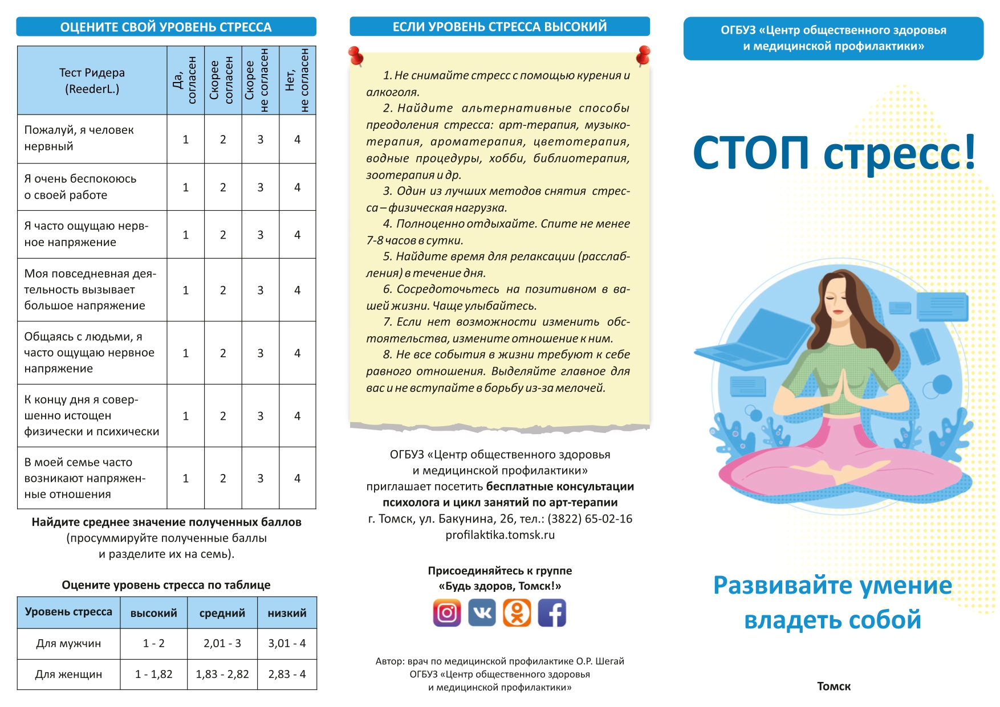 ОЦЕНИТЕ СВОЙ УРОВЕНЬ СТРЕССА
Тест Ридера
(ReederL.)
Да,
согласен
Скорее
согласен
Скорее
не согласен
Нет,
не согласен
Пожалуй, я человек
нервный
1 2 3 4
Я очень беспокоюсь
о своей работе
1 2 3 4
Я часто ощущаю нерв-
ное напряжение
1 2 3 4
Моя повседневная дея-
тельность вызывает
большое напряжение
1 2 3 4
Общаясь с людьми, я
часто ощущаю нервное
напряжение
1 2 3 4
К концу дня я совер-
шенно истощен
физически и психически
1 2 3 4
В моей семье часто
возникают напряжен-
ные отношения
1 2 3 4
Найдите среднее значение полученных баллов
(просуммируйте полученные баллы
и разделите их на семь).
Оцените уровень стресса по таблице
Уровень стресса высокий средний низкий
Для мужчин 1 - 2 2,01 - 3 3,01 - 4
Для женщин 1 - 1,82 1,83 - 2,82 2,83 - 4
ЕСЛИ УРОВЕНЬ СТРЕССА ВЫСОКИЙ
1. Не снимайте стресс с помощью курения и
алкоголя.
2. Найдите альтернативные способы
преодоления стресса: арт-терапия, музыко-
терапия, ароматерапия, цветотерапия,
водные процедуры, хобби, библиотерапия,
зоотерапия и др.
3. Один из лучших методов снятия стрес-
са – физическая нагрузка.
4. Полноценно отдыхайте. Спите не менее
7-8 часов в сутки.
5. Найдите время для релаксации (расслаб-
ления) в течение дня.
6. Сосредоточьтесь на позитивном в ва-
шей жизни. Чаще улыбайтесь.
7. Если нет возможности изменить обс-
тоятельства, измените отношение к ним.
8. Не все события в жизни требуют к себе
равного отношения. Выделяйте главное для
вас и не вступайте в борьбу из-за мелочей.
ОГБУЗ «Центр общественного здоровья
и медицинской профилактики»
приглашает посетить бесплатные консультации
психолога и цикл занятий по арт-терапии
г. Томск, ул. Бакунина, 26, тел.: (3822) 65-02-16
profilaktika.tomsk.ru
Присоединяйтесь к группе
«Будь здоров, Томск!»
Автор: врач по медицинской профилактике О.Р. Шегай
ОГБУЗ «Центр общественного здоровья
и медицинской профилактики»
ОГБУЗ «Центр общественного здоровья
и медицинской профилактики»
СТОП стресс!
Развивайте умение
владеть собой
Томск